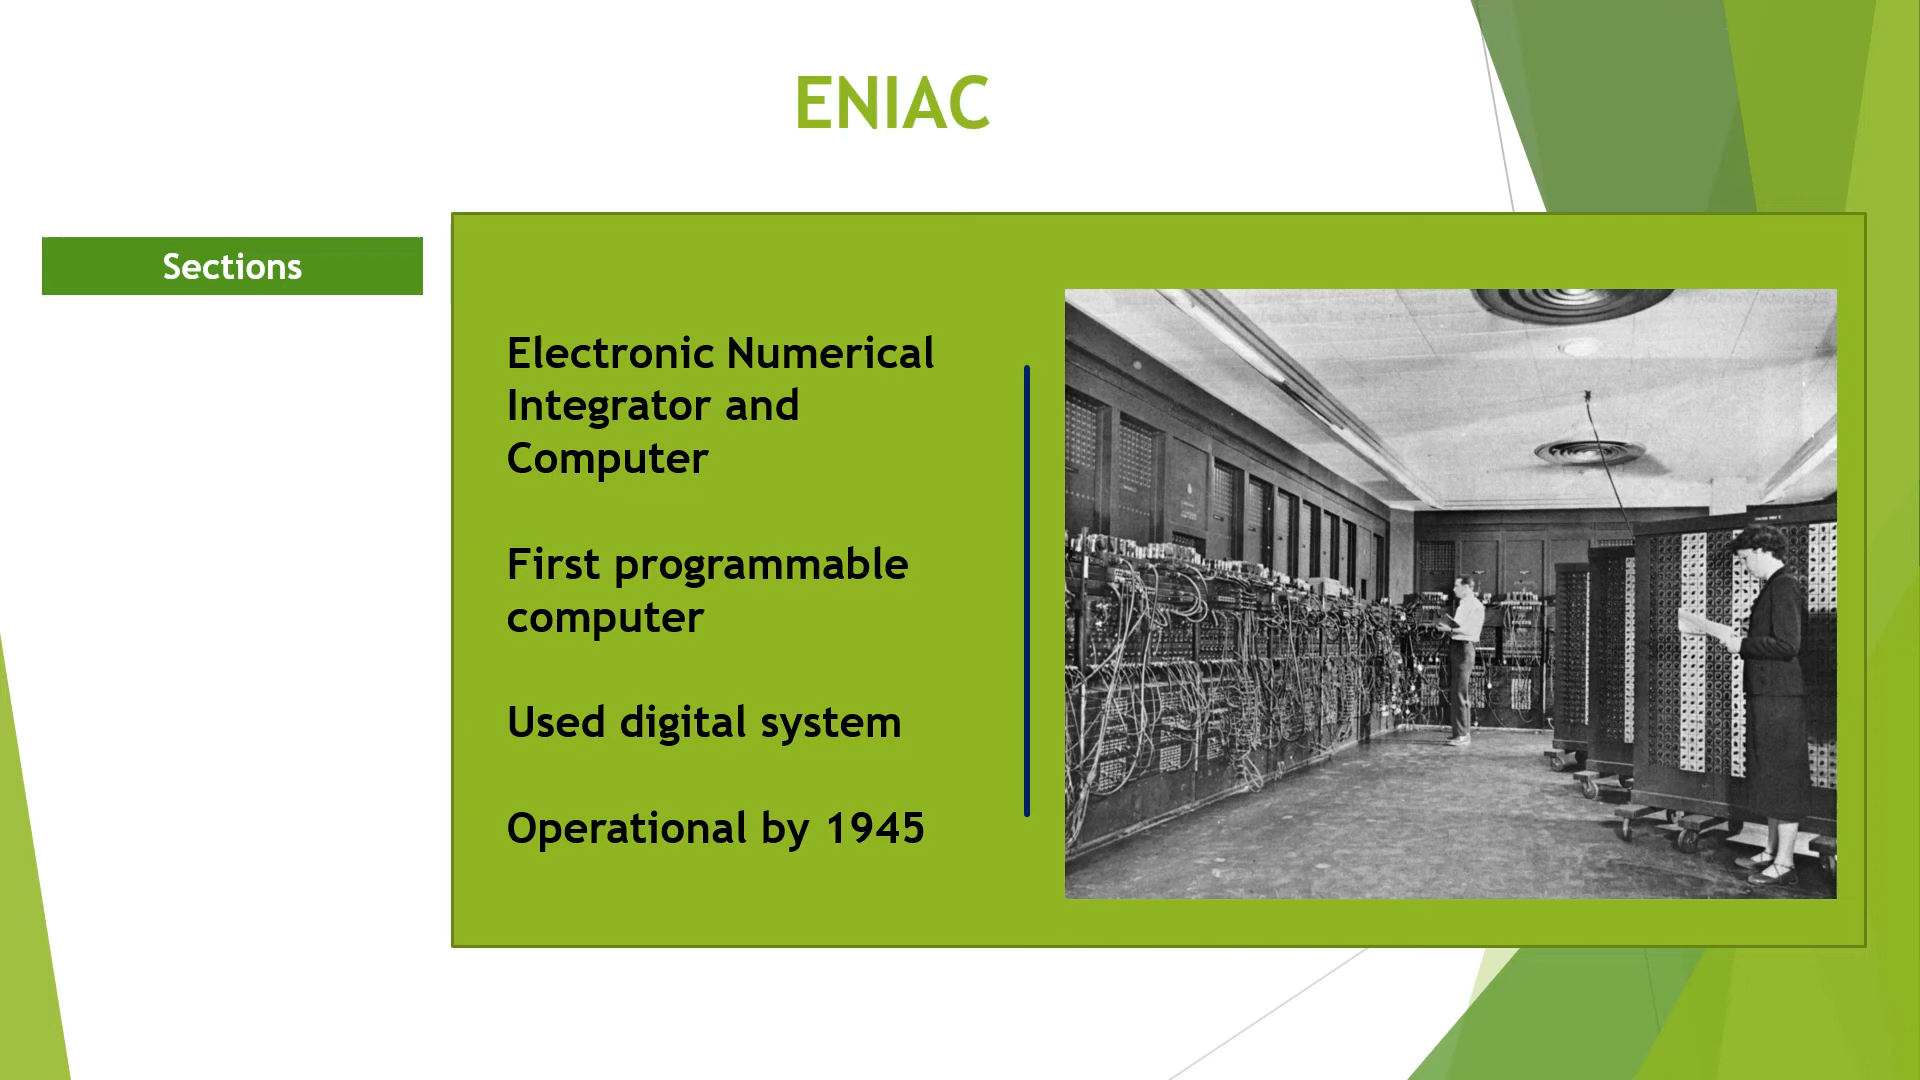 ENIAC
Sections
Electronic Numerical
Integrator and
Computer
First programmable
computer
Used digital system
Operational by 1945